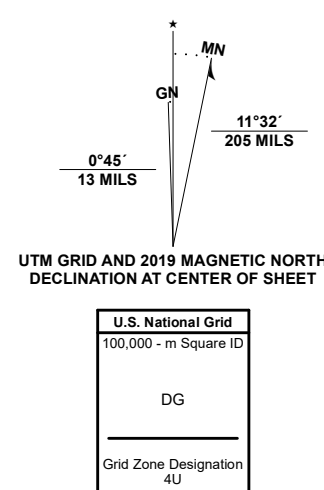 ★
MN
GN
11°32´
205 MILS
0°45´
13 MILS
UTM GRID AND 2019 MAGNETIC NORTH
DECLINATION AT CENTER OF SHEET
U.S. National Grid
100,000 - m Square ID
DG
Grid Zone Designation
4U